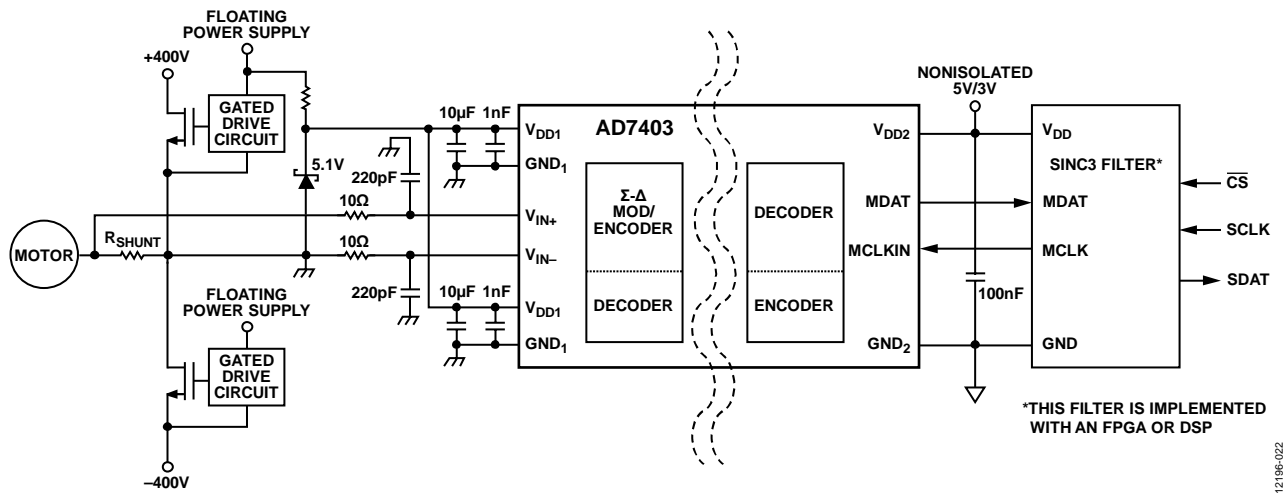 FLOATING
POWER SUPPLY
+400V
GATED
DRIVE
CIRCUIT
5.1V
220pF
10Ω
10Ω
220pF
MOTOR
RSHUNT
FLOATING
POWER SUPPLY
GATED
DRIVE
CIRCUIT
–400V
10µF
1nF
10µF
1nF
AD7403
VDD1
GND1
VIN+
VIN–
VDD1
GND1
Σ-Δ
MOD/
ENCODER
DECODER
DECODER
ENCODER
VDD2
MDAT
MCLKIN
GND2
NONISOLATED
5V/3V
100nF
VDD
SINC3 FILTER*
MDAT
MCLK
GND
CS
SCLK
SDAT
*THIS FILTER IS IMPLEMENTED
WITH AN FPGA OR DSP
12196-022